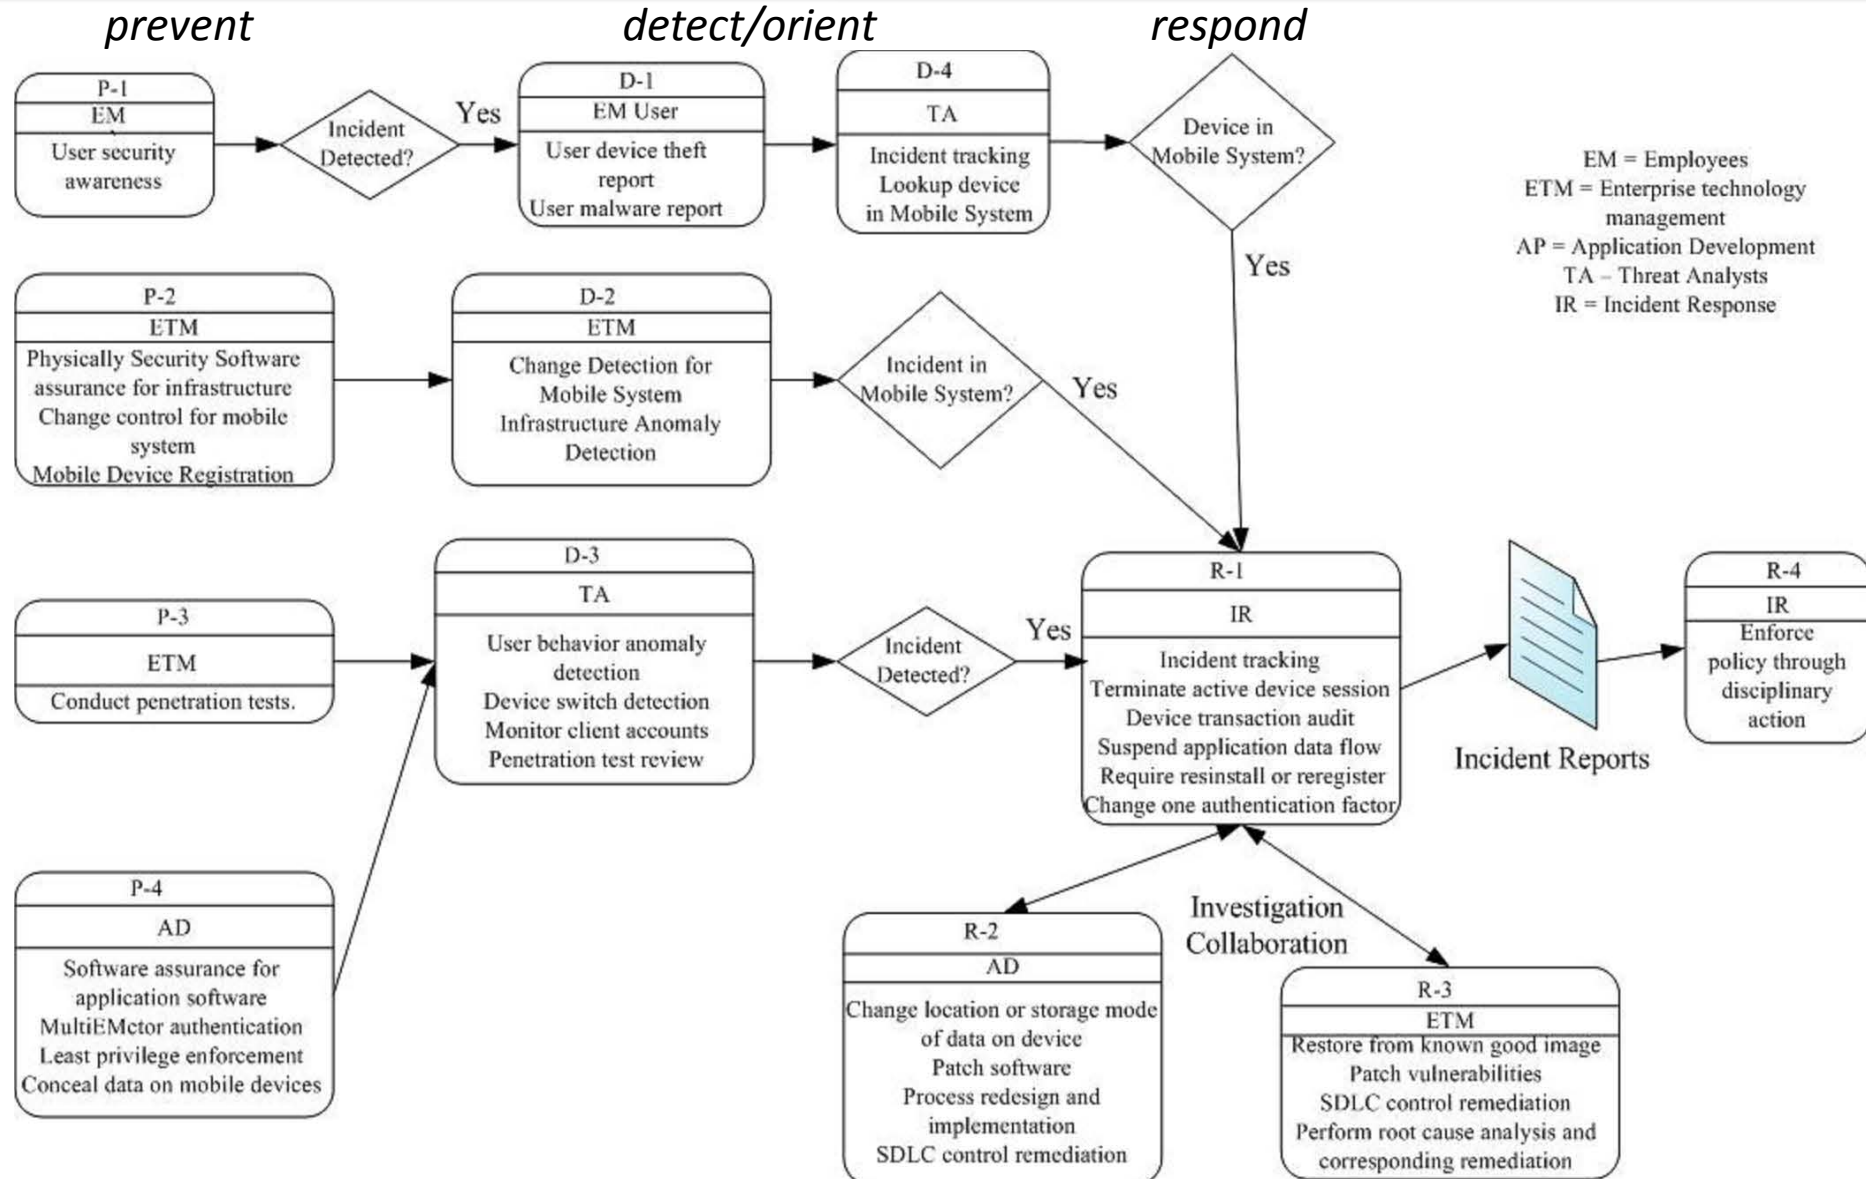 prevent
detect/orient
respond
P-1
EM
User security
awareness
Incident
Detected?
Yes
D-1
EM User
User device theft
report
User malware report
D-4
TA
Incident tracking
Lookup device
in Mobile System
Device in
Mobile System?
Yes
EM = Employees
ETM = Enterprise technology
management
AP = Application Development
TA – Threat Analysts
IR = Incident Response
P-2
ETM
Physically Security Software
assurance for infrastructure
Change control for mobile
system
Mobile Device Registration
D-2
ETM
Change Detection for
Mobile System
Infrastructure Anomaly
Detection
Incident in
Mobile System?
Yes
P-3
ETM
Conduct penetration tests.
D-3
TA
User behavior anomaly
detection
Device switch detection
Monitor client accounts
Penetration test review
Incident
Detected?
Yes
R-1
IR
Incident tracking
Terminate active device session
Device transaction audit
Suspend application data flow
Require resinstall or reregister
Change one authentication factor
Incident Reports
R-4
IR
Enforce
policy through
disciplinary
action
P-4
AD
Software assurance for
application software
MultiEMctor authentication
Least privilege enforcement
Conceal data on mobile devices
R-2
AD
Change location or storage mode
of data on device
Patch software
Process redesign and
implementation
SDLC control remediation
Investigation
Collaboration
R-3
ETM
Restore from known good image
Patch vulnerabilities
SDLC control remediation
Perform root cause analysis and
corresponding remediation